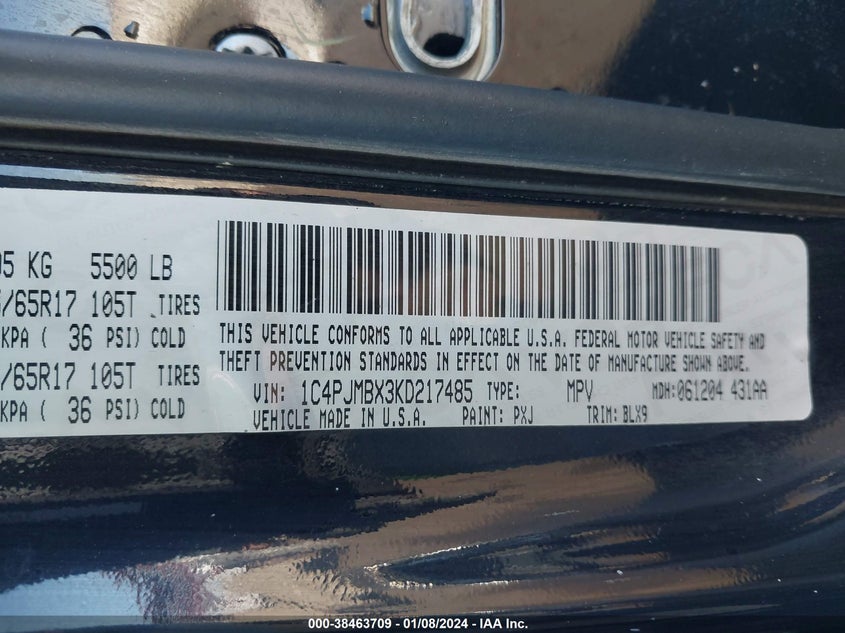 05 KG 5500 LB
/65R17 105T TIRES
KPA ( 36 PSI) COLD
/65R17 105T TIRES
KPA ( 36 PSI) COLD
THIS VEHICLE CONFORMS TO ALL APPLICABLE U.S.A. FEDERAL MOTOR VEHICLE SAFETY AND
THEFT PREVENTION STANDARDS IN EFFECT ON THE DATE OF MANUFACTURE SHOWN ABOVE.
VIN: 1C4PJMBX3KD217485 TYPE: MPV MDH: 061204 431AA
VEHICLE MADE IN U.S.A. PAINT: PXJ TRIM: BLX9
000-38463709 - 01/08/2024 - IAA Inc.